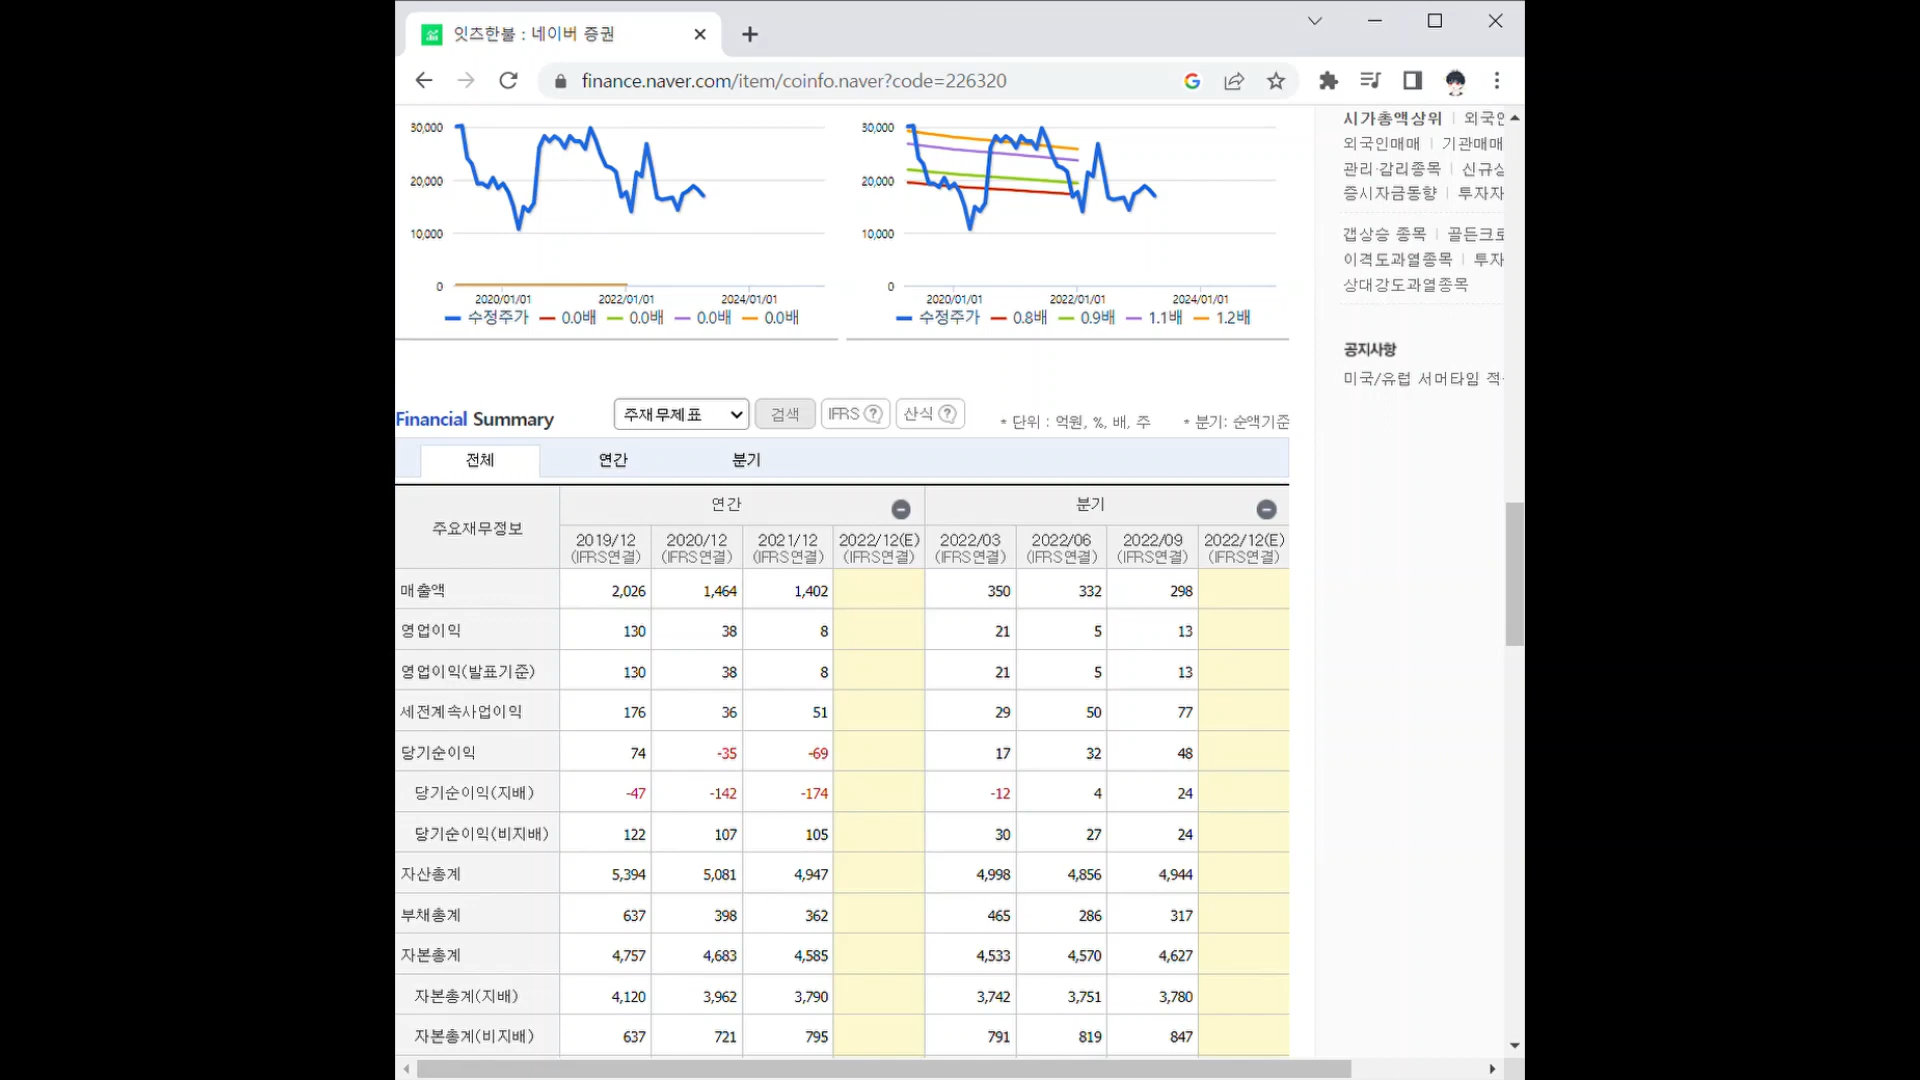 잇츠한불 : 네이버 증권
finance.naver.com/item/coinfo.naver?code=226320
30,000
20,000
10,000
0
2020/01/01 2022/01/01 2024/01/01
수정주가 0.0배 0.0배 0.0배 0.0배
30,000
20,000
10,000
0
2020/01/01 2022/01/01 2024/01/01
수정주가 0.8배 0.9배 1.1배 1.2배
시가총액상위 외국인
외국인매매 기관매매
관리·감리종목 신규상
증시자금동향 투자자
갭상승 종목 골든크로
이격도과열종목 투자
상대강도과열종목
공지사항
미국/유럽 서머타임 적
Financial Summary 주재무제표 검색 IFRS ? 산식 ? * 단위 : 억원, %, 배, 주 * 분기: 순액기준
전체 연간 분기
주요재무정보 연간 분기
2019/12 2020/12 2021/12 2022/12(E) 2022/03 2022/06 2022/09 2022/12(E)
(IFRS연결) (IFRS연결) (IFRS연결) (IFRS연결) (IFRS연결) (IFRS연결) (IFRS연결) (IFRS연결)
매출액 2,026 1,464 1,402 350 332 298
영업이익 130 38 8 21 5 13
영업이익(발표기준) 130 38 8 21 5 13
세전계속사업이익 176 36 51 29 50 77
당기순이익 74 -35 -69 17 32 48
당기순이익(지배) -47 -142 -174 -12 4 24
당기순이익(비지배) 122 107 105 30 27 24
자산총계 5,394 5,081 4,947 4,998 4,856 4,944
부채총계 637 398 362 465 286 317
자본총계 4,757 4,683 4,585 4,533 4,570 4,627
자본총계(지배) 4,120 3,962 3,790 3,742 3,751 3,780
자본총계(비지배) 637 721 795 791 819 847